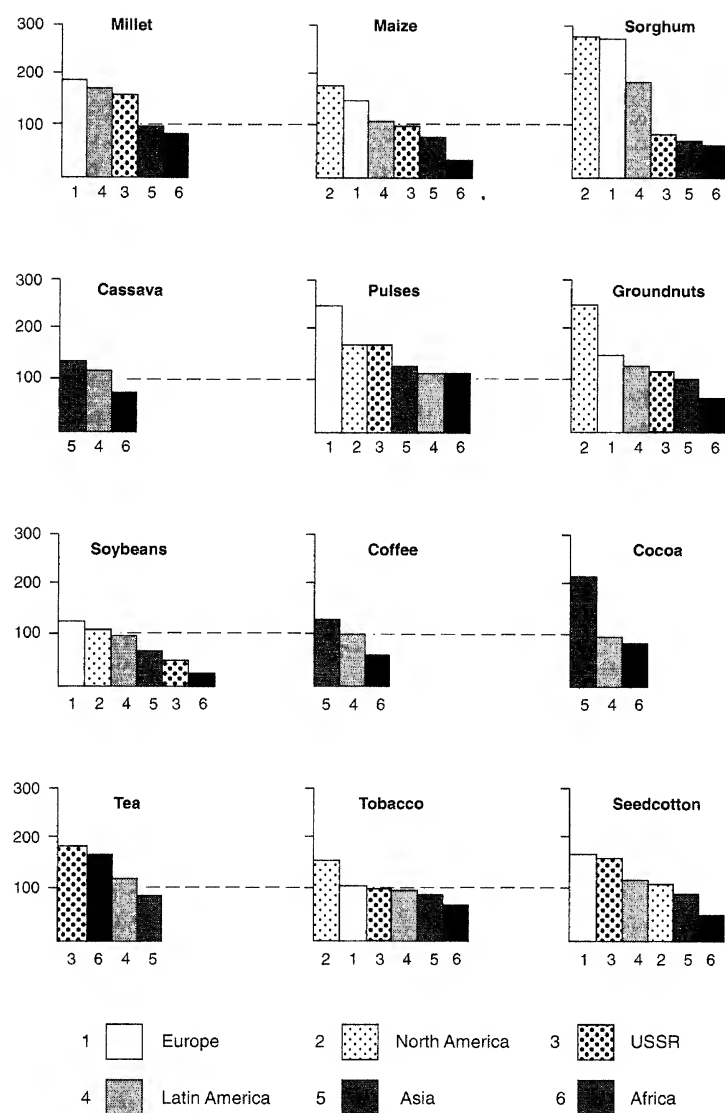 Millet
Maize
Sorghum
300
200
100
1 4 3 5 6
2 1 4 3 5 6
2 1 4 3 5 6
Cassava
Pulses
Groundnuts
300
200
100
5 4 6
1 2 3 5 4 6
2 1 4 3 5 6
Soybeans
Coffee
Cocoa
300
200
100
1 2 4 5 3 6
5 4 6
5 4 6
Tea
Tobacco
Seedcotton
300
200
100
3 6 4 5
2 1 3 4 5 6
1 3 4 2 5 6
1 Europe
2 North America
3 USSR
4 Latin America
5 Asia
6 Africa